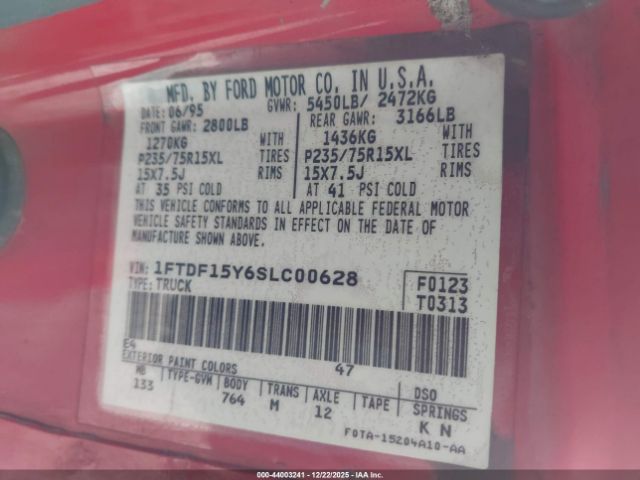 MFD. BY FORD MOTOR CO. IN U.S.A.
DATE: 06/95 GVWR: 5450LB/ 2472KG
FRONT GAWR: 2800LB REAR GAWR: 3166LB
1270KG WITH 1436KG WITH
P235/75R15XL TIRES P235/75R15XL TIRES
15X7.5J RIMS 15X7.5J RIMS
AT 35 PSI COLD AT 41 PSI COLD
THIS VEHICLE CONFORMS TO ALL APPLICABLE FEDERAL MOTOR
VEHICLE SAFETY STANDARDS IN EFFECT ON THE DATE OF
MANUFACTURE SHOWN ABOVE.
VIN: 1FTDF15Y6SLC00628 F0123
TYPE: TRUCK T0313
E4 47
EXTERIOR PAINT COLORS DSO
WB TYPE-GVW BODY TRANS AXLE TAPE SPRINGS
133 764 M 12 K N
F0TA-15204A10-AA
IAA - 44003241 - 12/22/2025 - IAA